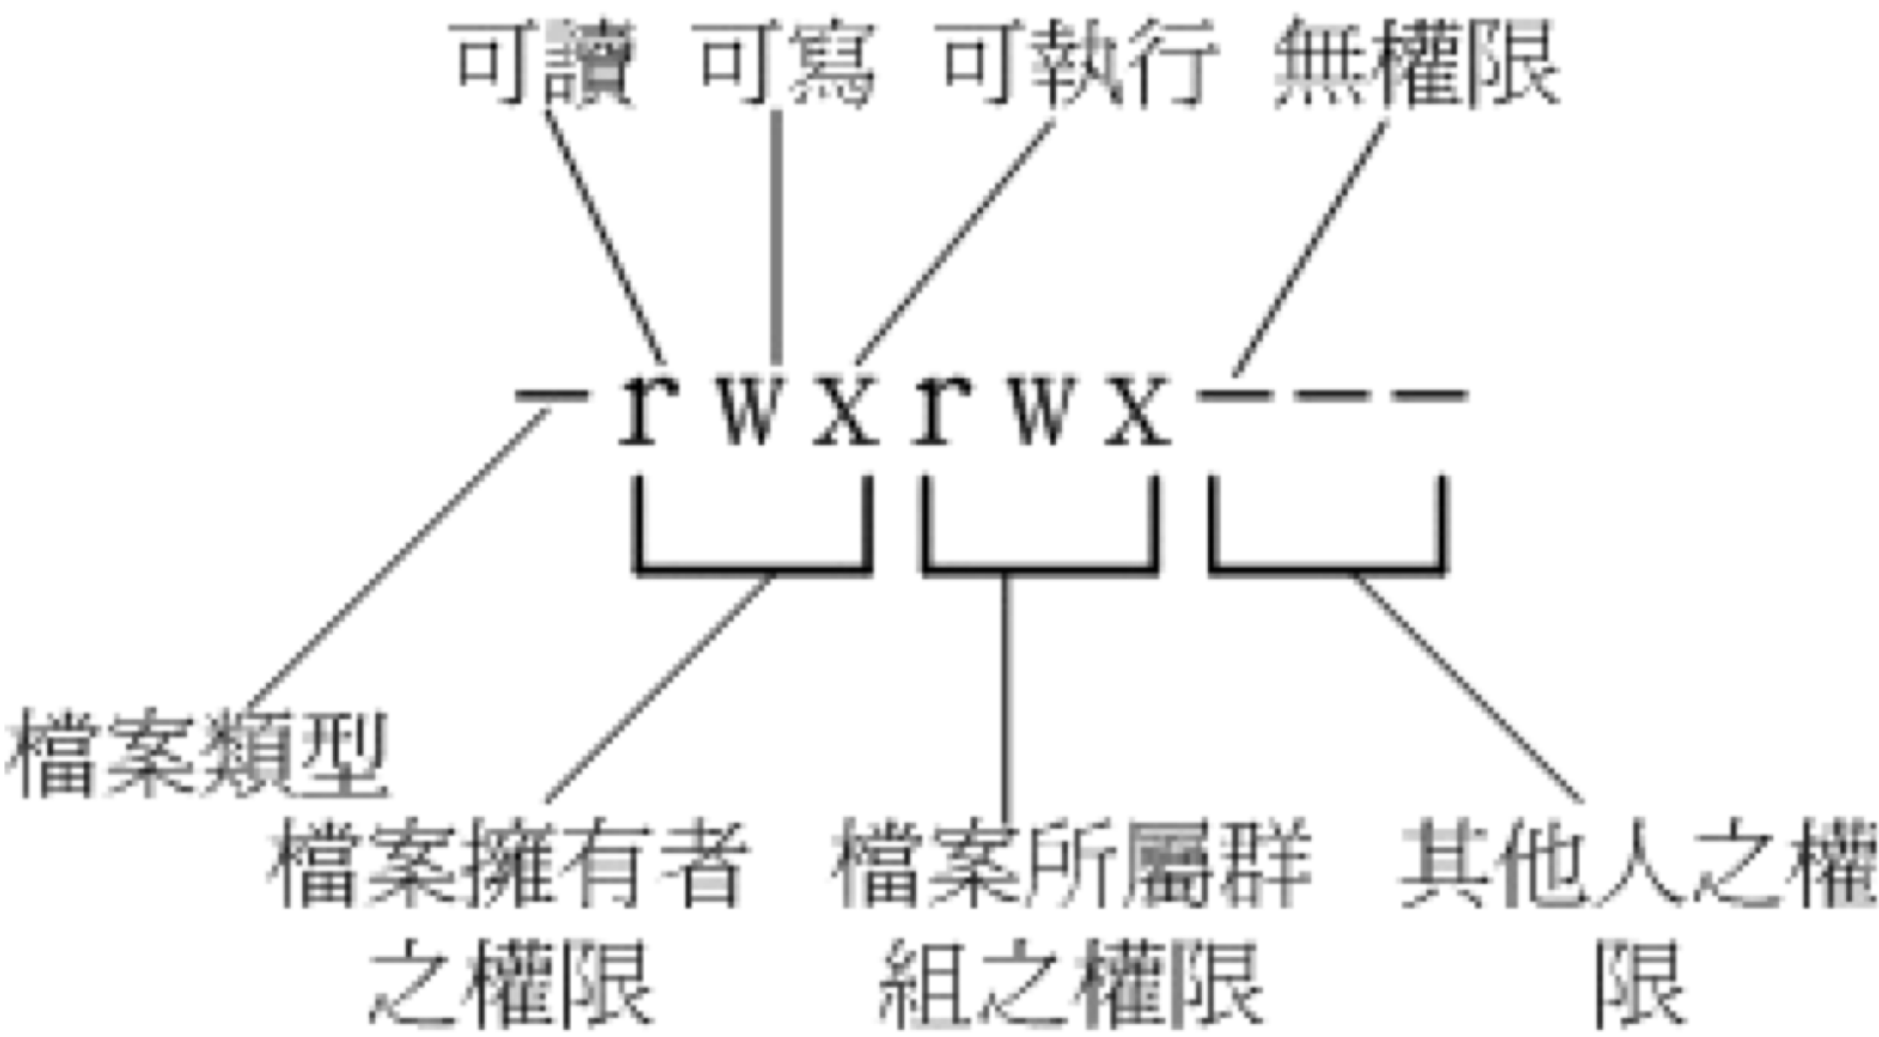 可讀 可寫 可執行 無權限
-rwxrwx---
檔案類型
檔案擁有者
之權限
檔案所屬群
組之權限
其他人之權
限